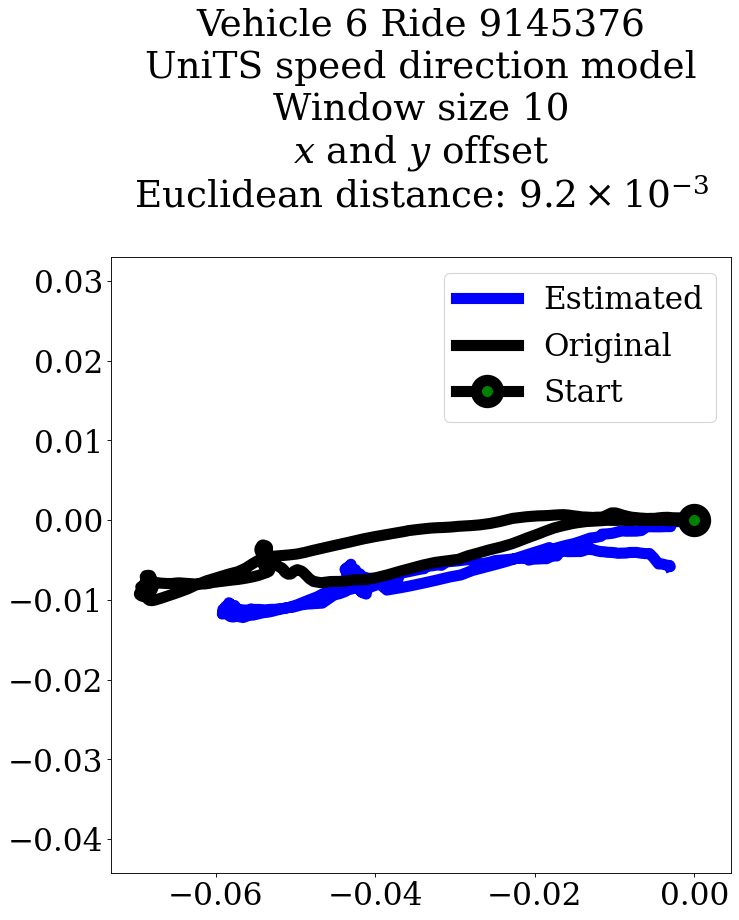 Vehicle 6 Ride 9145376
UniTS speed direction model
Window size 10
x and y offset
Euclidean distance: 9.2 × 10⁻³
Estimated
Original
Start
0.03
0.02
0.01
0.00
−0.01
−0.02
−0.03
−0.04
−0.06 −0.04 −0.02 0.00